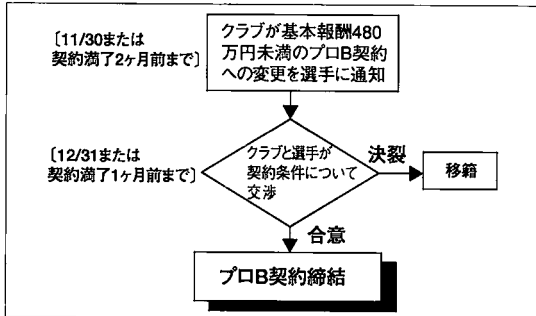 〔11/30または
契約満了2ヶ月前まで〕
クラブが基本報酬480
万円未満のプロB契約
への変更を選手に通知
〔12/31または
契約満了1ヶ月前まで〕
クラブと選手が
契約条件について
交渉
決裂
移籍
合意
プロB契約締結